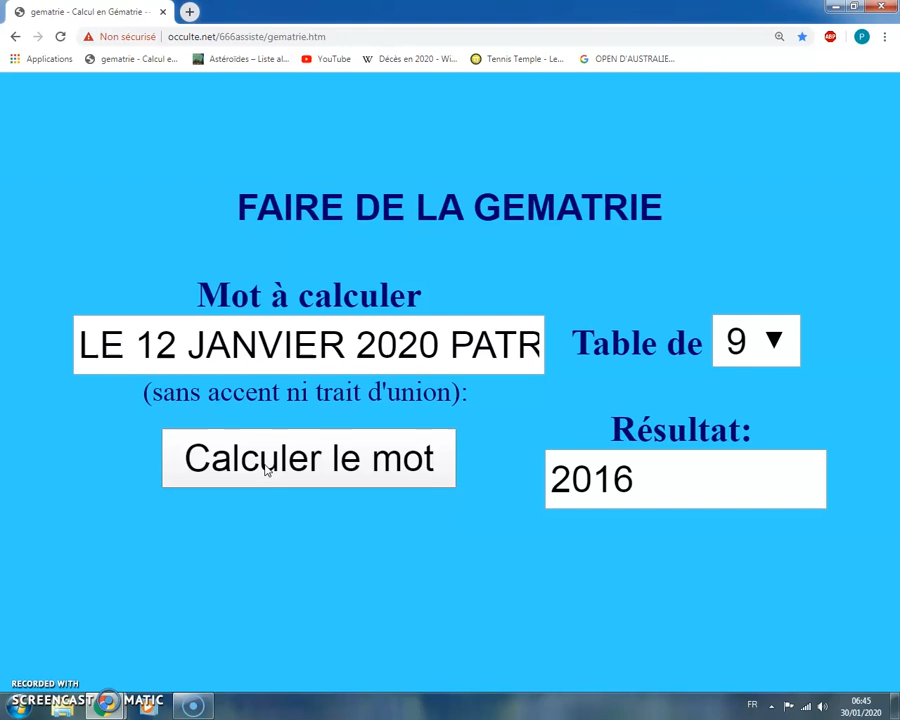 gematrie - Calcul en Gématrie -
Non sécurisé
occulte.net/666assiste/gematrie.htm
ABP
P
Applications
gematrie - Calcul e...
Astéroïdes – Liste al...
YouTube
W Décès en 2020 - Wi...
Tennis Temple - Le...
G OPEN D'AUSTRALIE...
FAIRE DE LA GEMATRIE
Mot à calculer
LE 12 JANVIER 2020 PATR
Table de 9
(sans accent ni trait d'union):
Résultat:
Calculer le mot
2016
RECORDED WITH
SCREENCAST MATIC
FR
06:45
30/01/2020